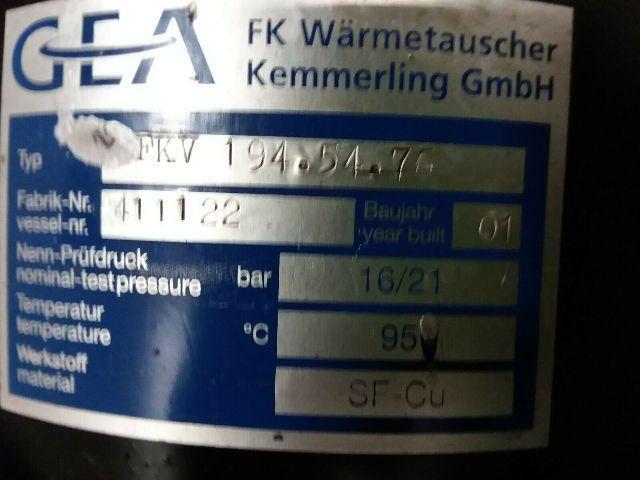 GEA FK Wärmetauscher
Kemmerling GmbH
Typ FKV 194.54.76
Fabrik-Nr. 411122 Baujahr 01
vessel-nr. year built
Nenn-Prüfdruck bar 16/21
nominal-test pressure
Temperatur °C 95
temperature
Werkstoff SF-Cu
material